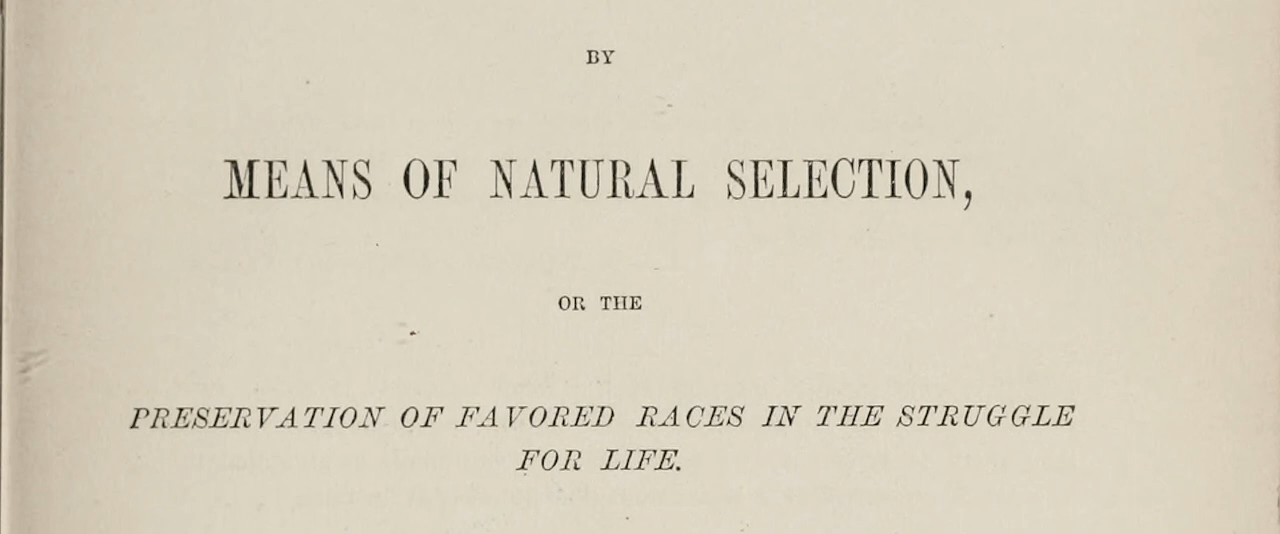 BY
MEANS OF NATURAL SELECTION,
OR THE
PRESERVATION OF FAVORED RACES IN THE STRUGGLE
FOR LIFE.